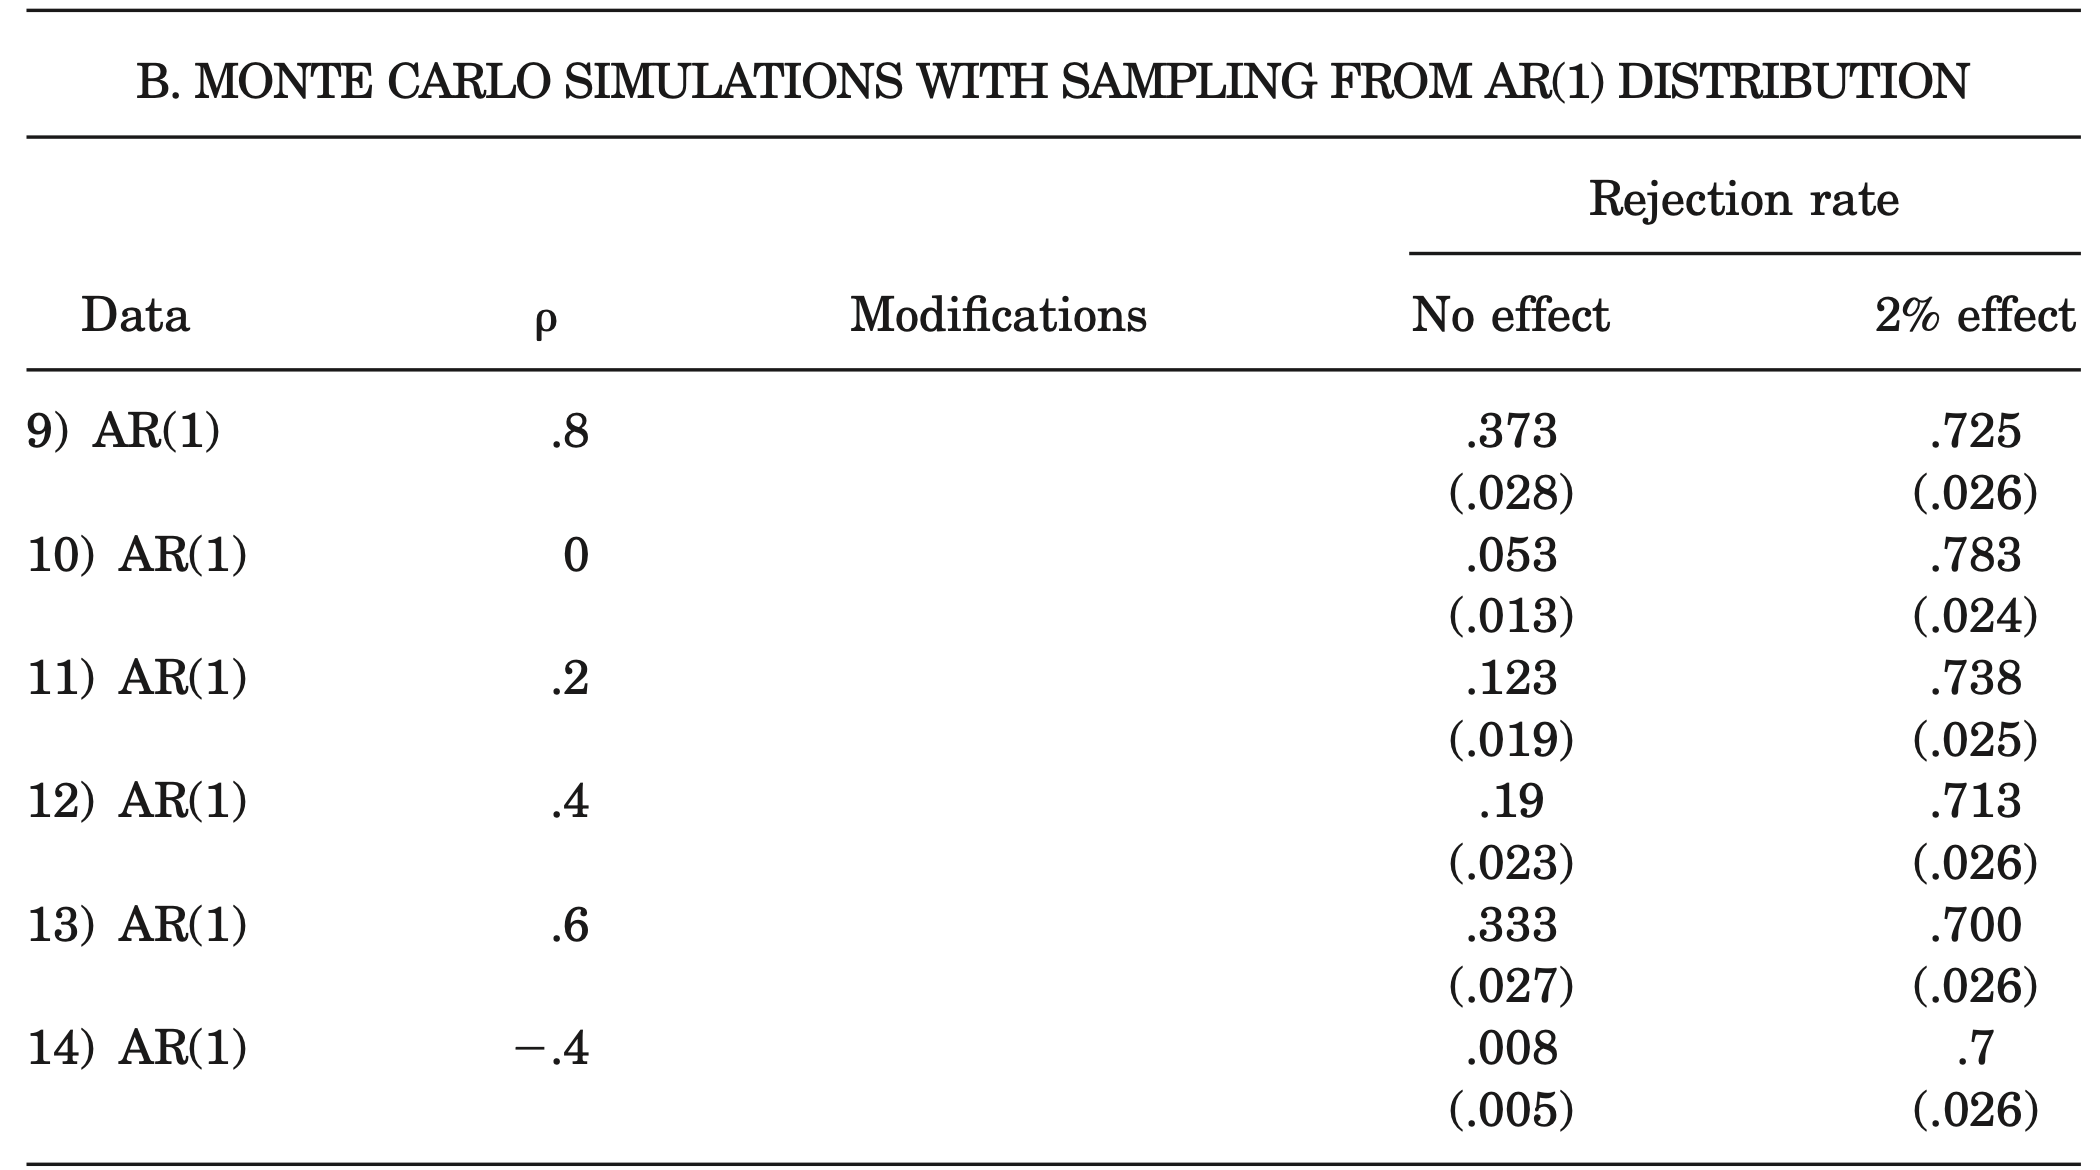 B. MONTE CARLO SIMULATIONS WITH SAMPLING FROM AR(1) DISTRIBUTION
Rejection rate
Data ρ Modifications No effect 2% effect
9) AR(1) .8 .373 .725
(.028) (.026)
10) AR(1) 0 .053 .783
(.013) (.024)
11) AR(1) .2 .123 .738
(.019) (.025)
12) AR(1) .4 .19 .713
(.023) (.026)
13) AR(1) .6 .333 .700
(.027) (.026)
14) AR(1) −.4 .008 .7
(.005) (.026)